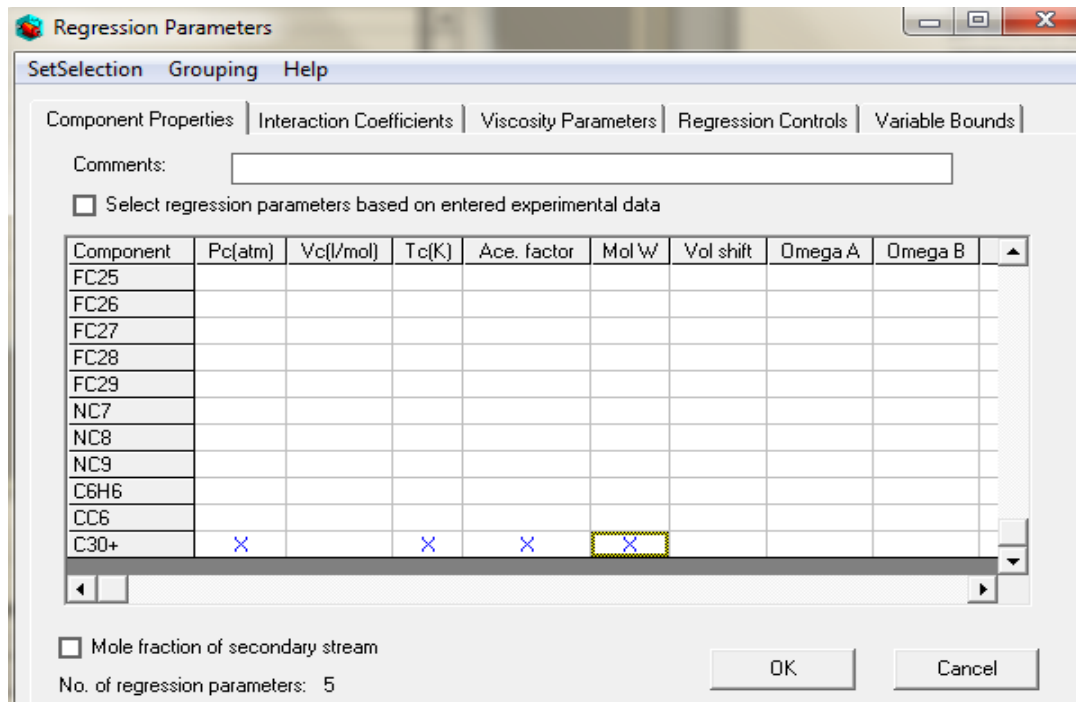 Regression Parameters
SetSelection Grouping Help
Component Properties Interaction Coefficients Viscosity Parameters Regression Controls Variable Bounds
Comments:
Select regression parameters based on entered experimental data
Component Pc(atm) Vc(l/mol) Tc(K) Ace. factor Mol W Vol shift Omega A Omega B
FC25
FC26
FC27
FC28
FC29
NC7
NC8
NC9
C6H6
CC6
C30+ X X X X
Mole fraction of secondary stream
OK Cancel
No. of regression parameters: 5